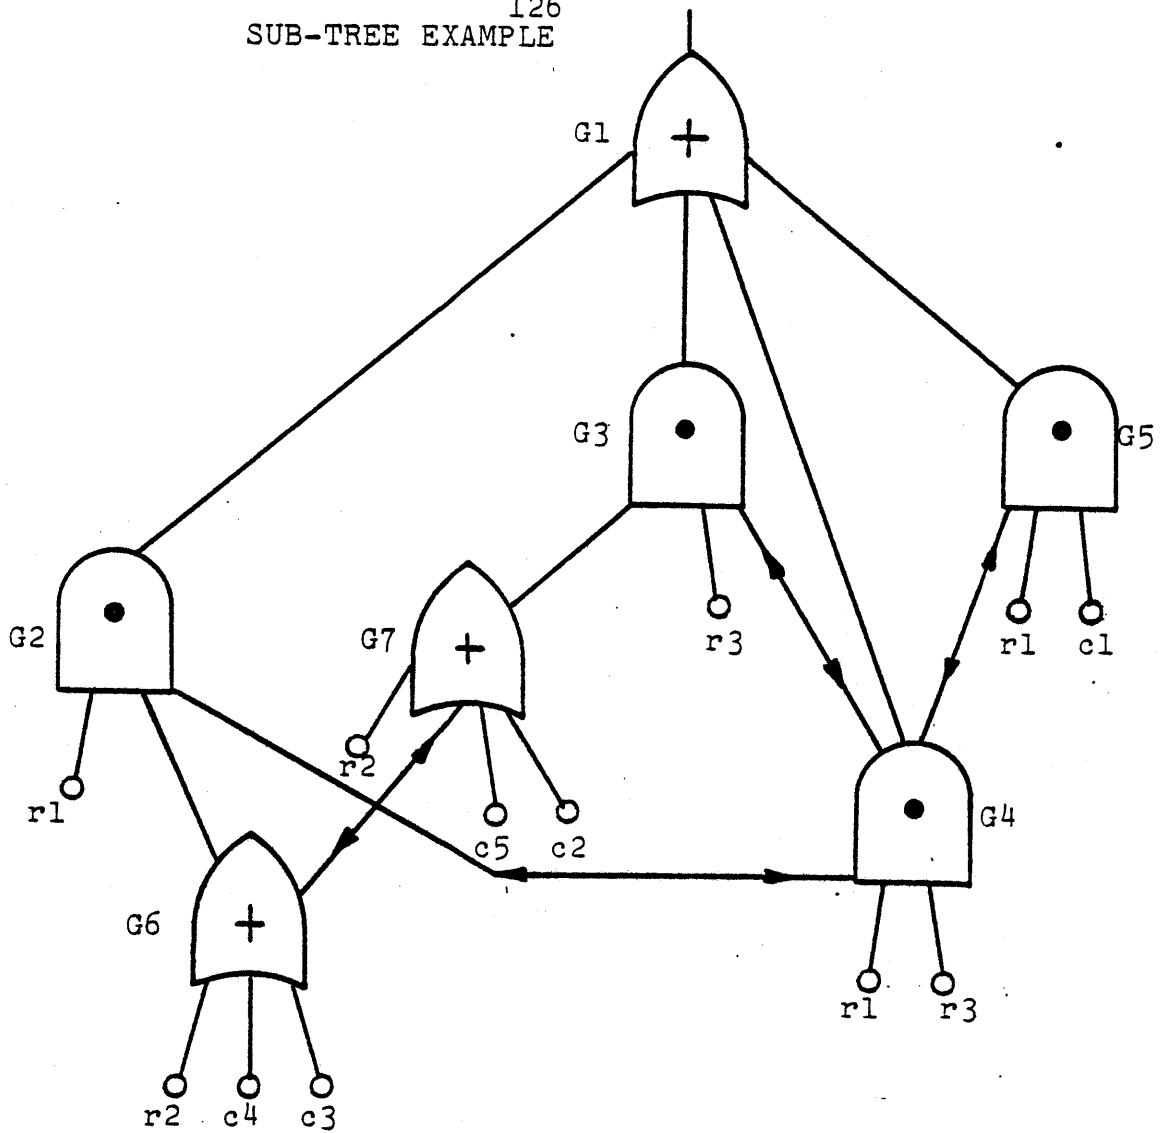 126
SUB-TREE EXAMPLE
G1
+
G3
G5
r3
r1 c1
G2
G7
+
r2
r1
c5 c2
G4
G6
+
r1 r3
r2 c4 c3